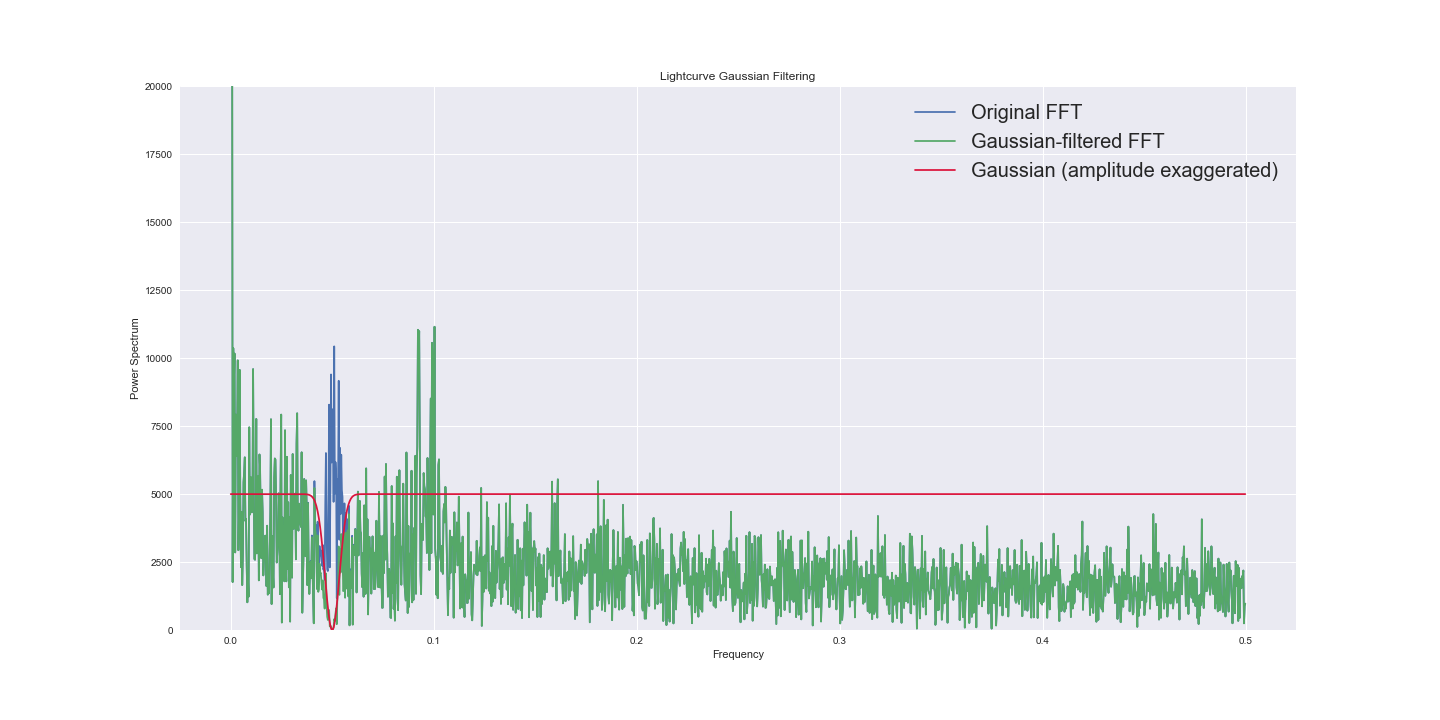 Lightcurve Gaussian Filtering
Original FFT
Gaussian-filtered FFT
Gaussian (amplitude exaggerated)
Power Spectrum
20000
17500
15000
12500
10000
7500
5000
2500
0
0.0 0.1 0.2 0.3 0.4 0.5
Frequency